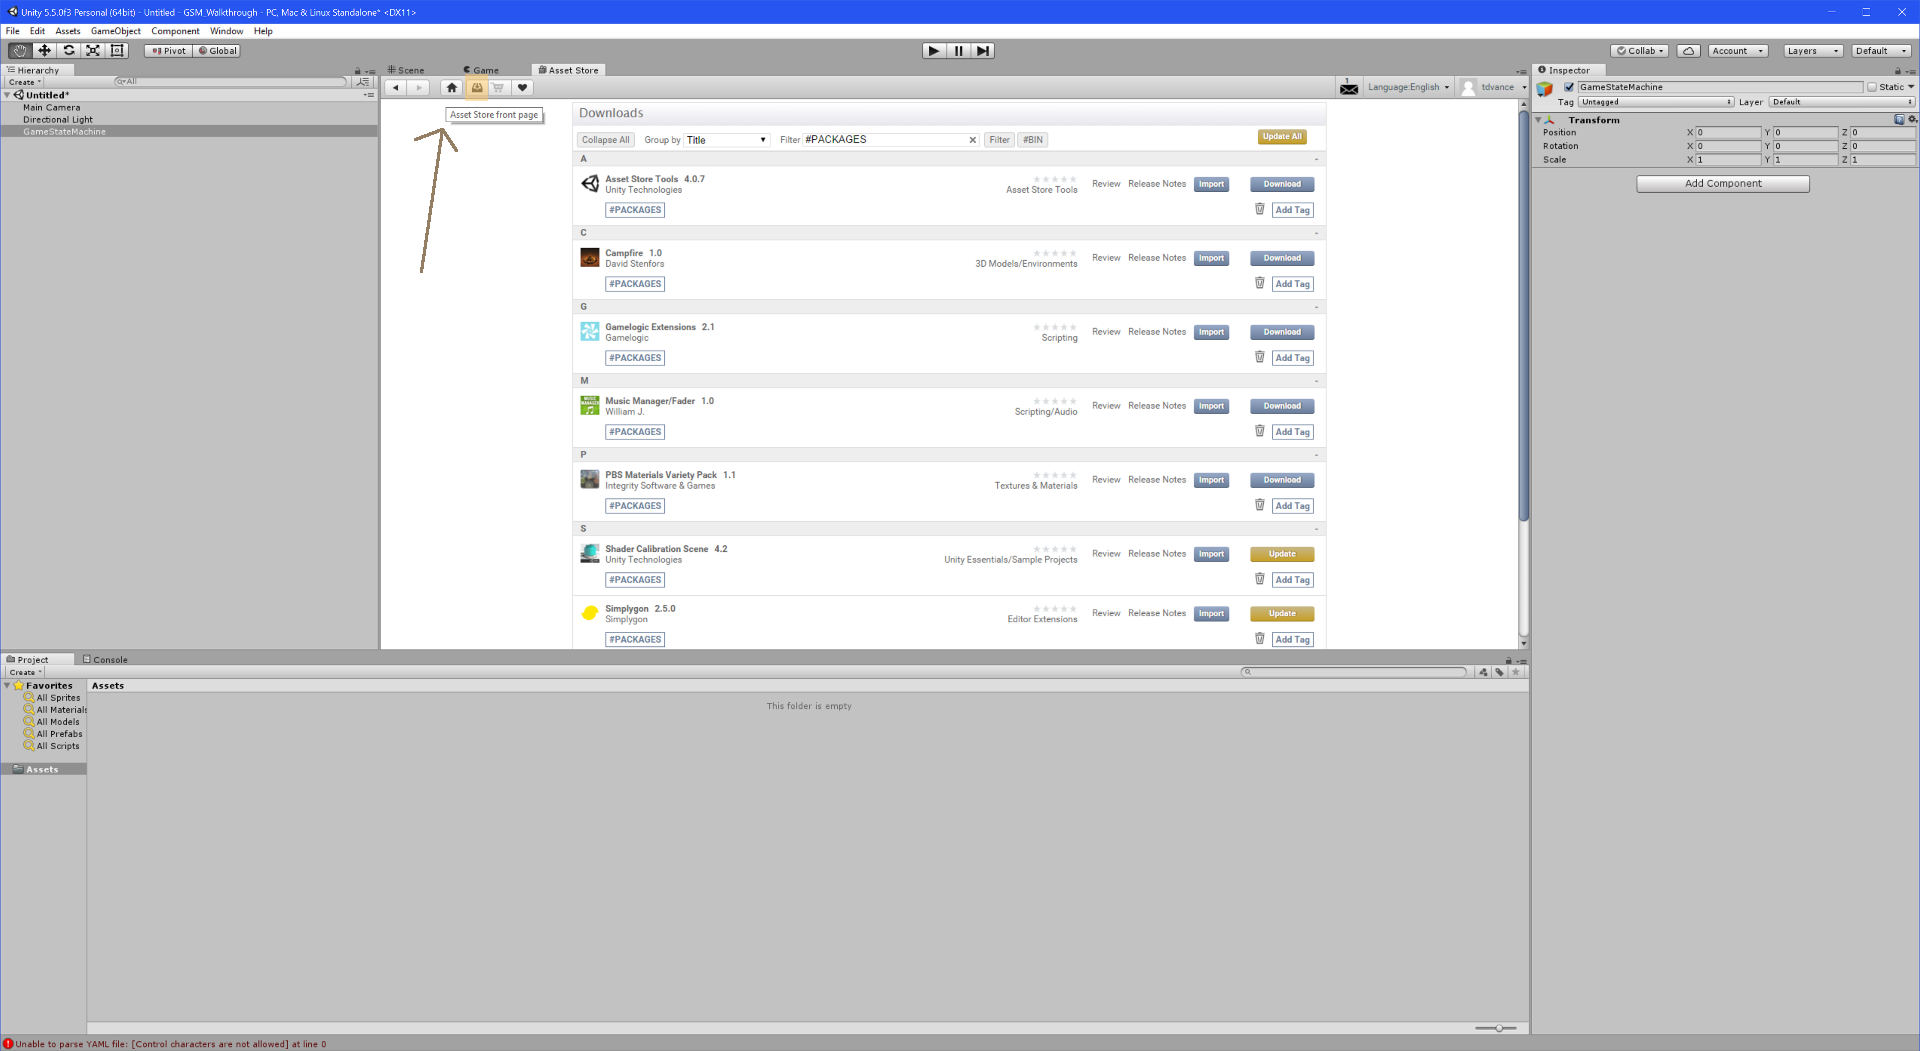 Unity 5.5.0f3 Personal (64bit) - Untitled - GSM_Walkthrough - PC, Mac & Linux Standalone* <DX11>
File Edit Assets GameObject Component Window Help
Pivot Global Collab Account Layers Default
Hierarchy
Create All
Untitled*
Main Camera
Directional Light
GameStateMachine
Scene Game Asset Store
1
Language:English tdvance
Asset Store front page
Downloads
Collapse All Group by Title Filter #PACKAGES Filter #BIN Update All
A -
Asset Store Tools 4.0.7 Review Release Notes Import Download
Unity Technologies Asset Store Tools
#PACKAGES Add Tag
C -
Campfire 1.0 Review Release Notes Import Download
David Stenfors 3D Models/Environments
#PACKAGES Add Tag
G -
Gamelogic Extensions 2.1 Review Release Notes Import Download
Gamelogic Scripting
#PACKAGES Add Tag
M -
Music Manager/Fader 1.0 Review Release Notes Import Download
William J. Scripting/Audio
#PACKAGES Add Tag
P -
PBS Materials Variety Pack 1.1 Review Release Notes Import Download
Integrity Software & Games Textures & Materials
#PACKAGES Add Tag
S -
Shader Calibration Scene 4.2 Review Release Notes Import Update
Unity Technologies Unity Essentials/Sample Projects
#PACKAGES Add Tag
Simplygon 2.5.0 Review Release Notes Import Update
Simplygon Editor Extensions
#PACKAGES Add Tag
Inspector
GameStateMachine Static
Tag Untagged Layer Default
Transform
Position X 0 Y 0 Z 0
Rotation X 0 Y 0 Z 0
Scale X 1 Y 1 Z 1
Add Component
Project Console
Create
Favorites
All Sprites
All Materials
All Models
All Prefabs
All Scripts
Assets
Assets
This folder is empty
Unable to parse YAML file: [Control characters are not allowed] at line 0